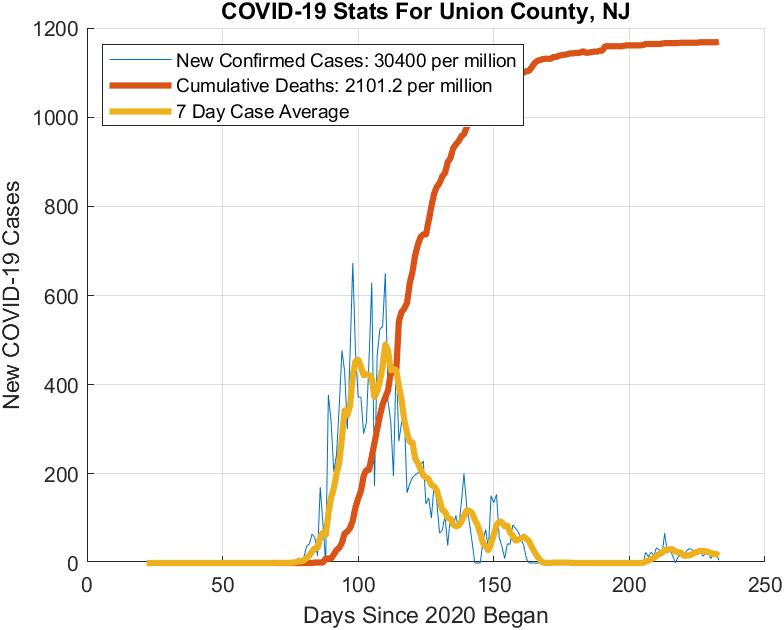 COVID-19 Stats For Union County, NJ
New Confirmed Cases: 30400 per million
Cumulative Deaths: 2101.2 per million
7 Day Case Average
1200
1000
800
600
400
200
0
New COVID-19 Cases
0 50 100 150 200 250
Days Since 2020 Began